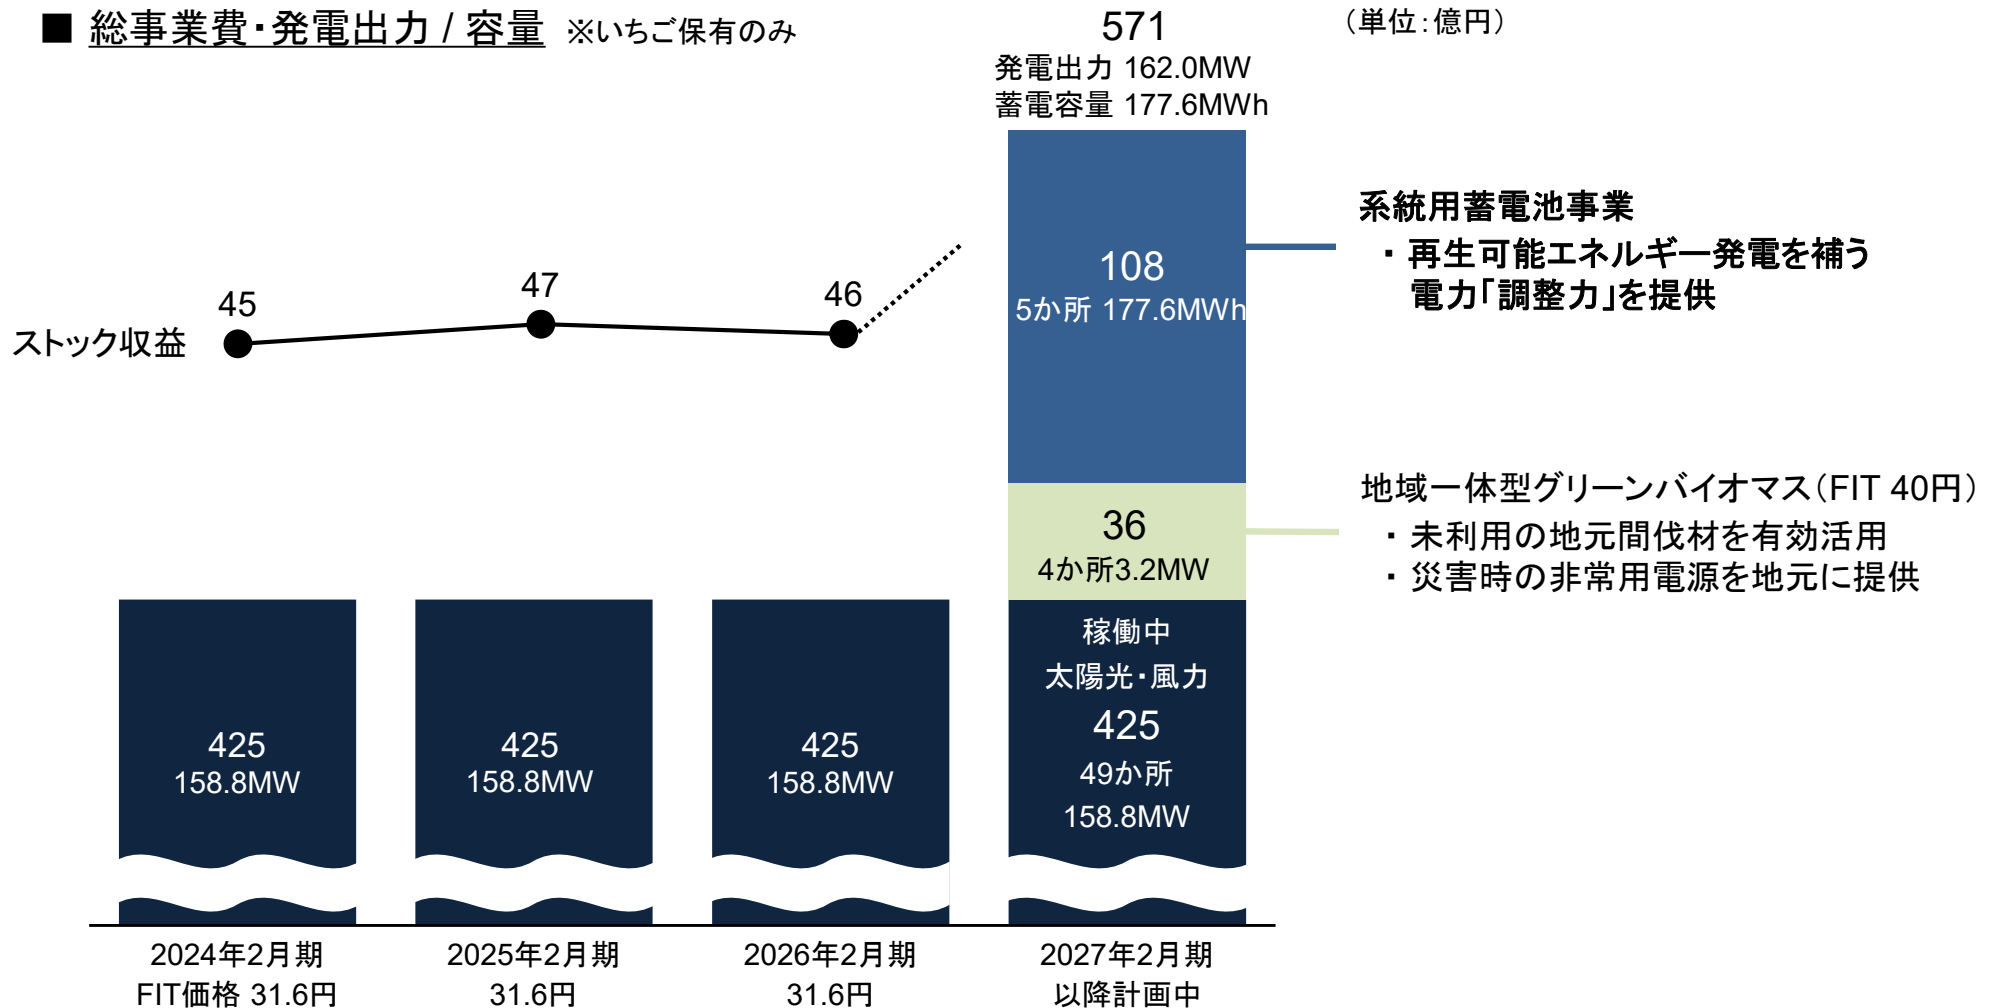 ■ 総事業費・発電出力 / 容量 ※いちご保有のみ
（単位：億円）
571
発電出力 162.0MW
蓄電容量 177.6MWh
系統用蓄電池事業
・再生可能エネルギー発電を補う
電力「調整力」を提供
108
5か所 177.6MWh
ストック収益
45
47
46
地域一体型グリーンバイオマス（FIT 40円）
・未利用の地元間伐材を有効活用
・災害時の非常用電源を地元に提供
36
4か所3.2MW
425
158.8MW
425
158.8MW
425
158.8MW
稼働中
太陽光・風力
425
49か所
158.8MW
2024年2月期
FIT価格 31.6円
2025年2月期
31.6円
2026年2月期
31.6円
2027年2月期
以降計画中